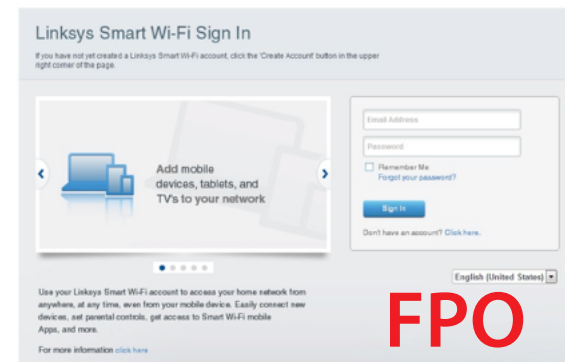 Linksys Smart Wi-Fi Sign In
If you have not yet created a Linksys Smart Wi-Fi account, click the 'Create Account' button in the upper
right corner of the page.
Add mobile
devices, tablets, and
TV's to your network
Email Address
Password
Remember Me
Forgot your password?
Sign In
Don't have an account? Click here.
English (United States)
Use your Linksys Smart Wi-Fi account to access your home network from
anywhere, at any time, even from your mobile device. Easily connect new
devices, set parental controls, get access to Smart Wi-Fi mobile
Apps, and more.
For more information click here
FPO